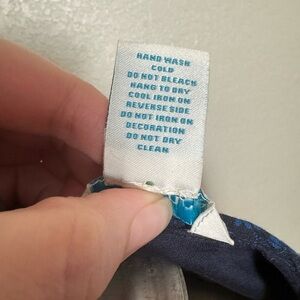 HAND WASH
COLD
DO NOT BLEACH
HANG TO DRY
COOL IRON ON
REVERSE SIDE
DO NOT IRON ON
DECORATION
DO NOT DRY
CLEAN